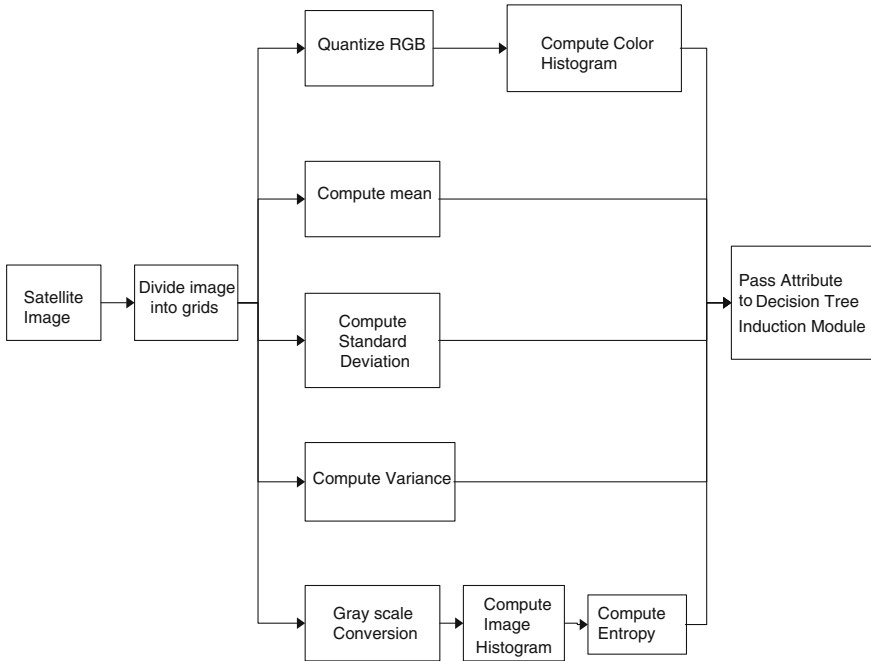 Quantize RGB
Compute Color
Histogram
Compute mean
Satellite
Image
Divide image
into grids
Compute
Standard
Deviation
Pass Attribute
to Decision Tree
Induction Module
Compute Variance
Gray scale
Conversion
Compute
Image
Histogram
Compute
Entropy